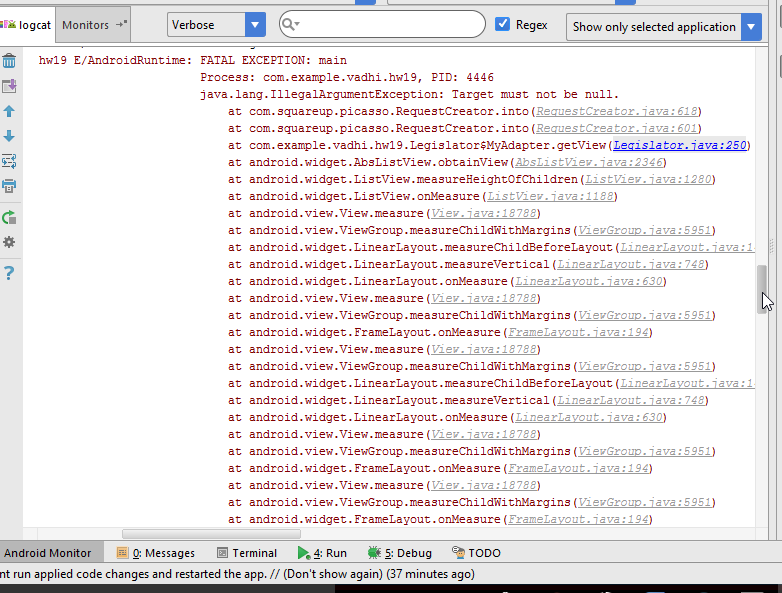 logcat Monitors Verbose Regex Show only selected application
hw19 E/AndroidRuntime: FATAL EXCEPTION: main
Process: com.example.vadhi.hw19, PID: 4446
java.lang.IllegalArgumentException: Target must not be null.
at com.squareup.picasso.RequestCreator.into(RequestCreator.java:618)
at com.squareup.picasso.RequestCreator.into(RequestCreator.java:601)
at com.example.vadhi.hw19.Legislator$MyAdapter.getView(Legislator.java:250)
at android.widget.AbsListView.obtainView(AbsListView.java:2346)
at android.widget.ListView.measureHeightOfChildren(ListView.java:1280)
at android.widget.ListView.onMeasure(ListView.java:1188)
at android.view.View.measure(View.java:18788)
at android.view.ViewGroup.measureChildWithMargins(ViewGroup.java:5951)
at android.widget.LinearLayout.measureChildBeforeLayout(LinearLayout.java:1
at android.widget.LinearLayout.measureVertical(LinearLayout.java:748)
at android.widget.LinearLayout.onMeasure(LinearLayout.java:630)
at android.view.View.measure(View.java:18788)
at android.view.ViewGroup.measureChildWithMargins(ViewGroup.java:5951)
at android.widget.FrameLayout.onMeasure(FrameLayout.java:194)
at android.view.View.measure(View.java:18788)
at android.view.ViewGroup.measureChildWithMargins(ViewGroup.java:5951)
at android.widget.LinearLayout.measureChildBeforeLayout(LinearLayout.java:1
at android.widget.LinearLayout.measureVertical(LinearLayout.java:748)
at android.widget.LinearLayout.onMeasure(LinearLayout.java:630)
at android.view.View.measure(View.java:18788)
at android.view.ViewGroup.measureChildWithMargins(ViewGroup.java:5951)
at android.widget.FrameLayout.onMeasure(FrameLayout.java:194)
at android.view.View.measure(View.java:18788)
at android.view.ViewGroup.measureChildWithMargins(ViewGroup.java:5951)
at android.widget.FrameLayout.onMeasure(FrameLayout.java:194)
Android Monitor 0: Messages Terminal 4: Run 5: Debug TODO
nt run applied code changes and restarted the app. // (Don't show again) (37 minutes ago)